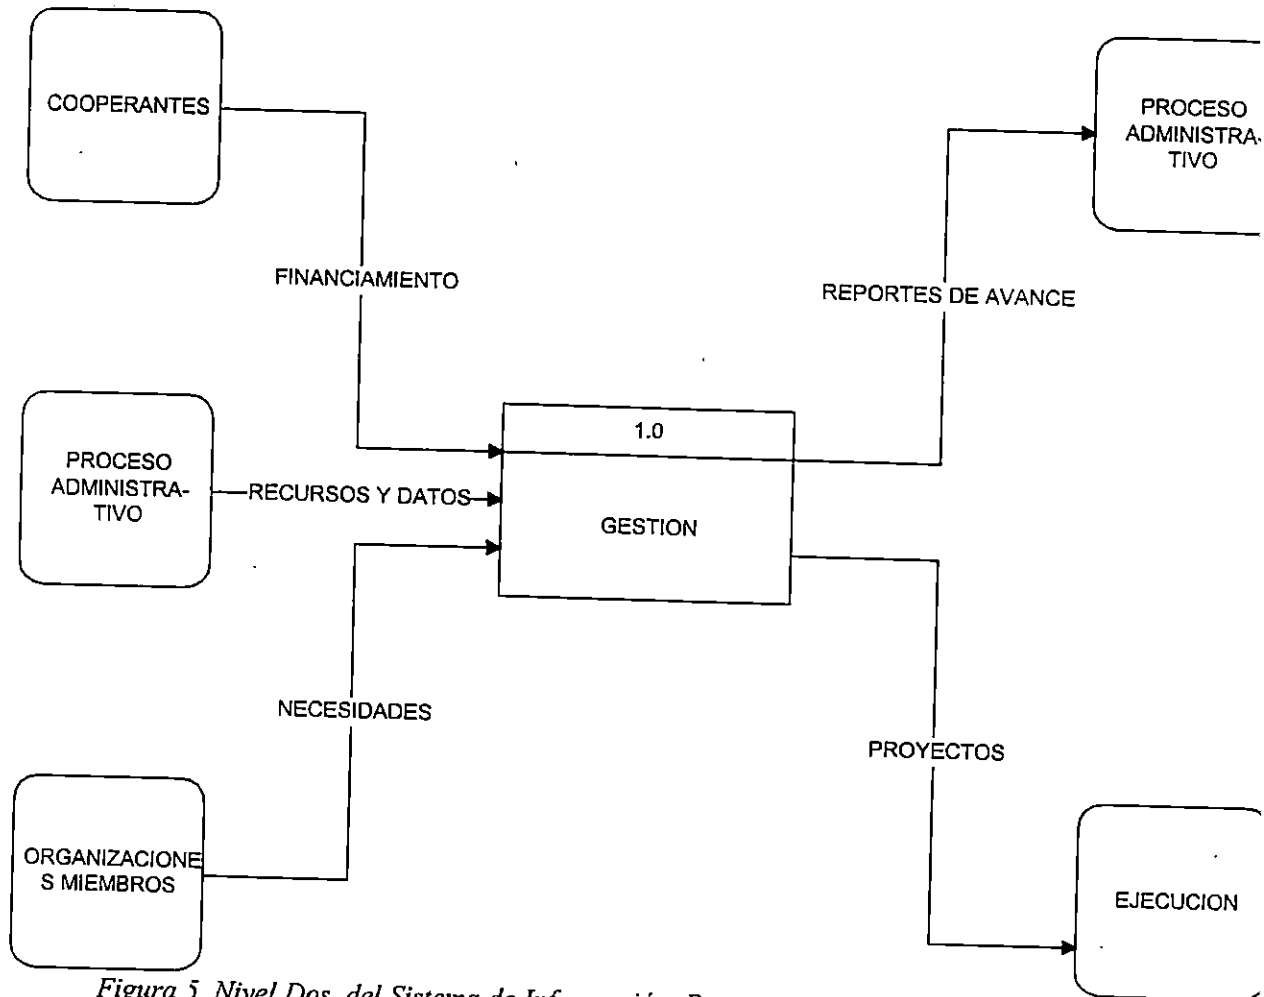 COOPERANTES
PROCESO
ADMINISTRA-
TIVO
FINANCIAMIENTO
REPORTES DE AVANCE
1.0
PROCESO
ADMINISTRA-
TIVO
RECURSOS Y DATOS
GESTION
NECESIDADES
PROYECTOS
ORGANIZACIONE
S MIEMBROS
EJECUCION
Figura 5. Nivel Dos, del Sistema de Información